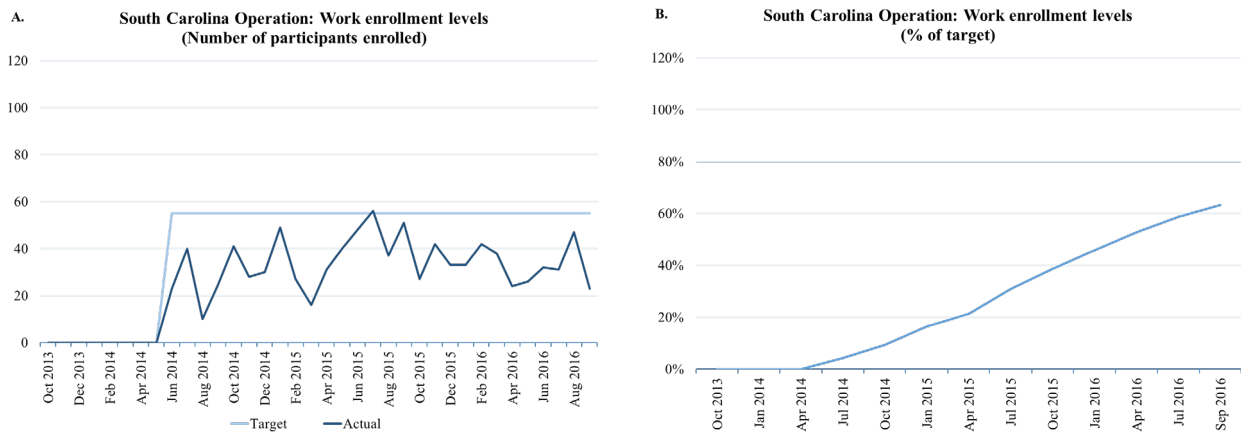 A.
South Carolina Operation: Work enrollment levels
(Number of participants enrolled)
120
100
80
60
40
20
0
Oct 2013
Dec 2013
Feb 2014
Apr 2014
Jun 2014
Aug 2014
Oct 2014
Dec 2014
Feb 2015
Apr 2015
Jun 2015
Aug 2015
Oct 2015
Dec 2015
Feb 2016
Apr 2016
Jun 2016
Aug 2016
Target
Actual
B.
South Carolina Operation: Work enrollment levels
(% of target)
120%
100%
80%
60%
40%
20%
0%
Oct 2013
Jan 2014
Apr 2014
Jul 2014
Oct 2014
Jan 2015
Apr 2015
Jul 2015
Oct 2015
Jan 2016
Apr 2016
Jul 2016
Sep 2016